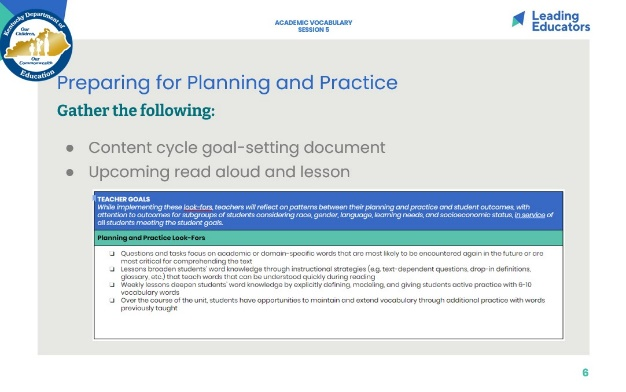 Kentucky Department of
Our
Children,
Our
Commonwealth
Education
ACADEMIC VOCABULARY
SESSION 5
Leading
Educators
Preparing for Planning and Practice
Gather the following:
● Content cycle goal-setting document
● Upcoming read aloud and lesson
TEACHER GOALS
While implementing these look-fors, teachers will reflect on patterns between their planning and practice and student outcomes, with
attention to outcomes for subgroups of students considering race, gender, language, learning needs, and socioeconomic status, in service of
all students meeting the student goals.
Planning and Practice Look-Fors
❏ Questions and tasks focus on academic or domain-specific words that are most likely to be encountered again in the future or are
most critical for comprehending the text
❏ Lessons broaden students' word knowledge through instructional strategies (e.g. text-dependent questions, drop-in definitions,
glossary, etc.) that teach words that can be understood quickly during reading
❏ Weekly lessons deepen students' word knowledge by explicitly defining, modeling, and giving students active practice with 6-10
vocabulary words
❏ Over the course of the unit, students have opportunities to maintain and extend vocabulary through additional practice with words
previously taught
6